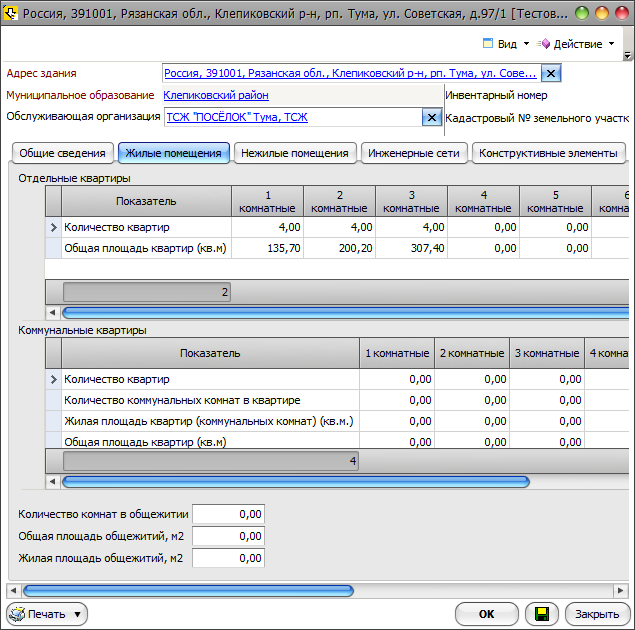 Россия, 391001, Рязанская обл., Клепиковский р-н, рп. Тума, ул. Советская, д.97/1 [Тестов...
Вид Действие
Адрес здания Россия, 391001, Рязанская обл., Клепиковский р-н, рп. Тума, ул. Сове...
Муниципальное образование Клепиковский район Инвентарный номер
Обслуживающая организация ТСЖ "ПОСЁЛОК" Тума, ТСЖ Кадастровый № земельного участк
Общие сведения Жилые помещения Нежилые помещения Инженерные сети Конструктивные элементы
Отдельные квартиры
Показатель 1 комнатные 2 комнатные 3 комнатные 4 комнатные 5 комнатные 6 комнатные
Количество квартир 4,00 4,00 4,00 0,00 0,00
Общая площадь квартир (кв.м) 135,70 200,20 307,40 0,00 0,00
2
Коммунальные квартиры
Показатель 1 комнатные 2 комнатные 3 комнатные 4 комнатн
Количество квартир 0,00 0,00 0,00
Количество коммунальных комнат в квартире 0,00 0,00 0,00
Жилая площадь квартир (коммунальных комнат) (кв.м.) 0,00 0,00 0,00
Общая площадь квартир (кв.м) 0,00 0,00 0,00
4
Количество комнат в общежитии 0,00
Общая площадь общежитий, м2 0,00
Жилая площадь общежитий, м2 0,00
Печать ОК Закрыть